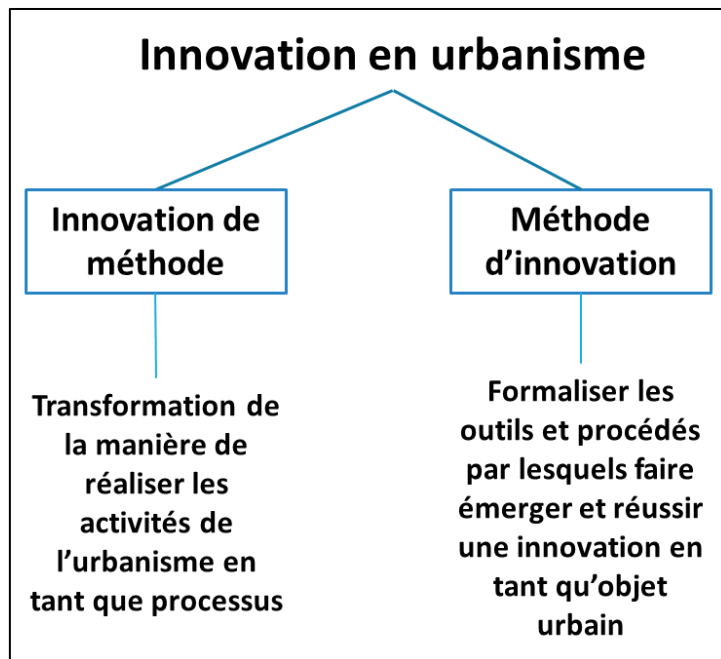 Innovation en urbanisme
Innovation de
méthode
Méthode
d’innovation
Transformation de
la manière de
réaliser les
activités de
l’urbanisme en
tant que processus
Formaliser les
outils et procédés
par lesquels faire
émerger et réussir
une innovation en
tant qu’objet
urbain